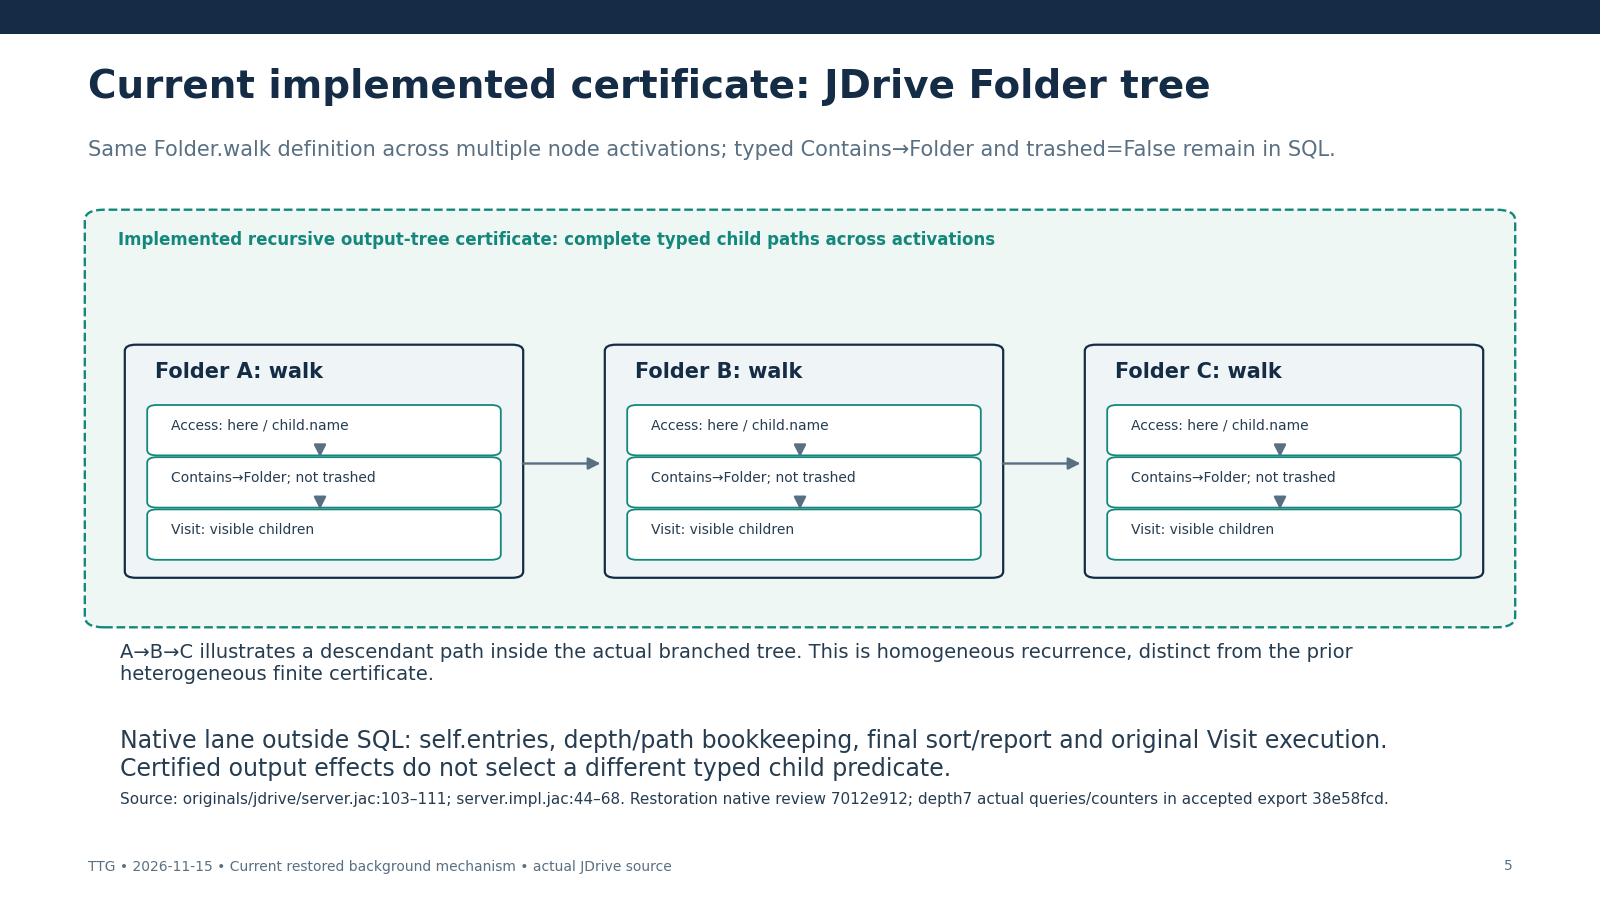 Current implemented certificate: JDrive Folder tree
Same Folder.walk definition across multiple node activations; typed Contains→Folder and trashed=False remain in SQL.
Implemented recursive output-tree certificate: complete typed child paths across activations
Folder A: walk
Access: here / child.name
Contains→Folder; not trashed
Visit: visible children
Folder B: walk
Access: here / child.name
Contains→Folder; not trashed
Visit: visible children
Folder C: walk
Access: here / child.name
Contains→Folder; not trashed
Visit: visible children
A→B→C illustrates a descendant path inside the actual branched tree. This is homogeneous recurrence, distinct from the prior
heterogeneous finite certificate.
Native lane outside SQL: self.entries, depth/path bookkeeping, final sort/report and original Visit execution.
Certified output effects do not select a different typed child predicate.
Source: originals/jdrive/server.jac:103–111; server.impl.jac:44–68. Restoration native review 7012e912; depth7 actual queries/counters in accepted export 38e58fcd.
TTG • 2026-11-15 • Current restored background mechanism • actual JDrive source
5